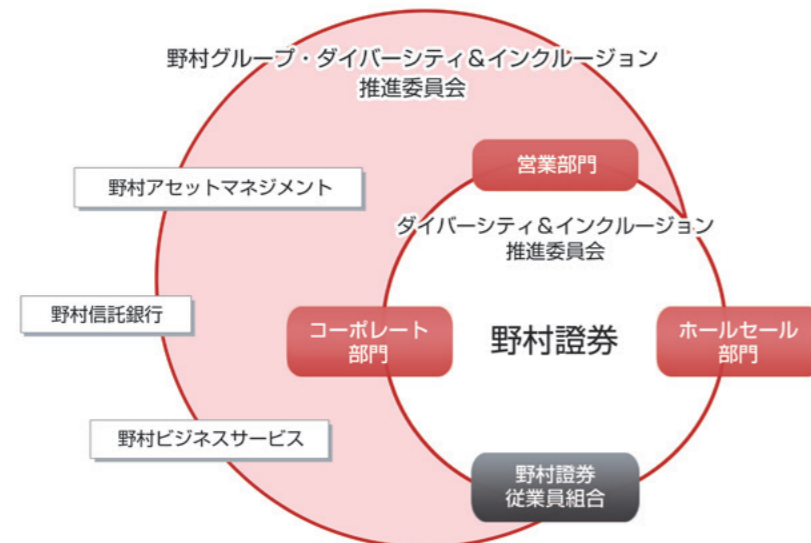 野村グループ・ダイバーシティ&インクルージョン
推進委員会
営業部門
野村アセットマネジメント
ダイバーシティ&インクルージョン
推進委員会
野村信託銀行
コーポレート
部門
野村證券
ホールセール
部門
野村ビジネスサービス
野村證券
従業員組合